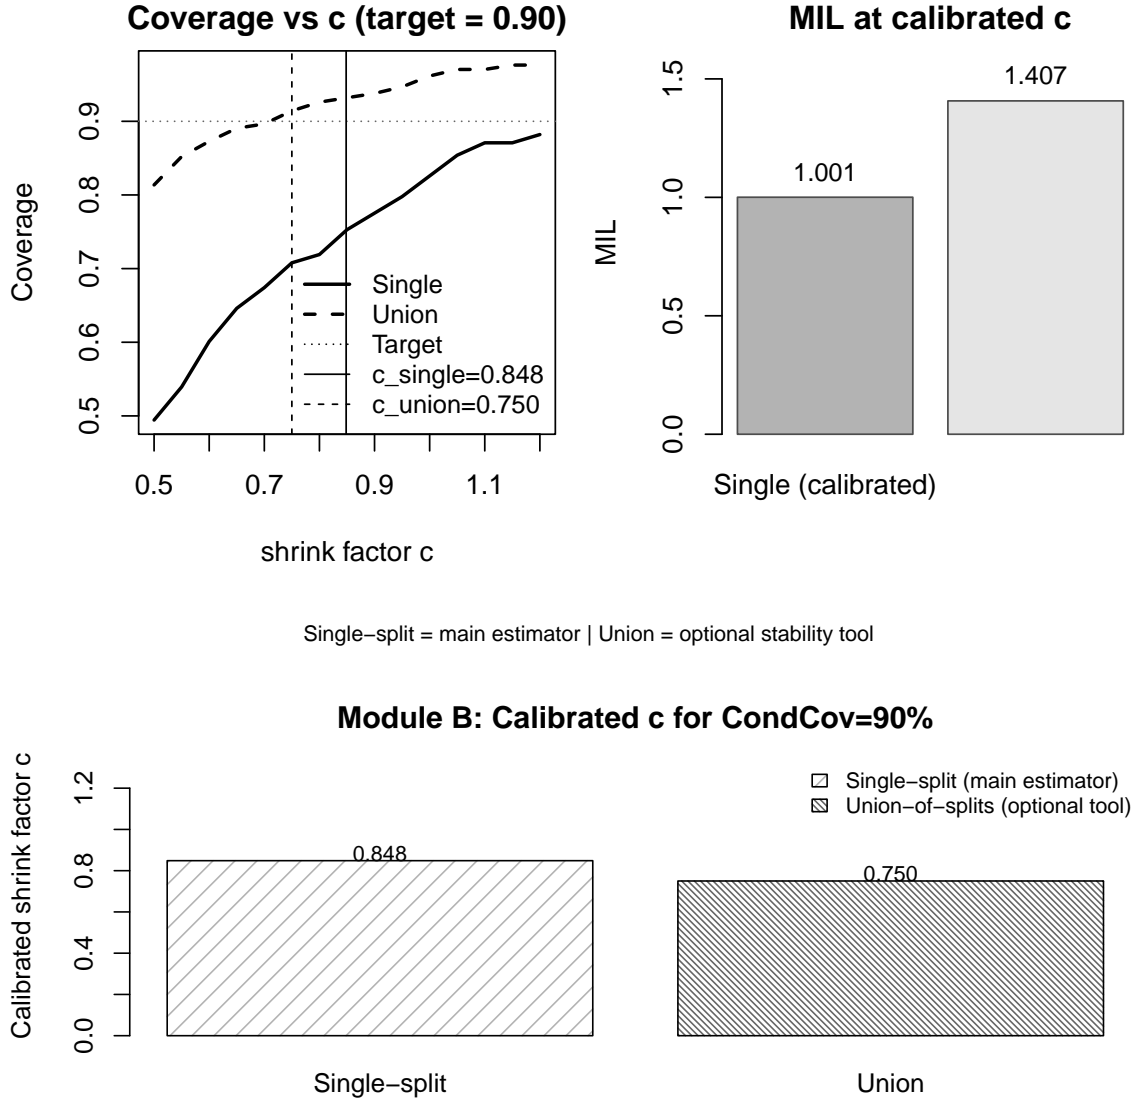 Coverage vs c (target = 0.90)
Coverage
0.9
0.8
0.7
0.6
0.5
Single
Union
Target
c_single=0.848
c_union=0.750
0.5 0.7 0.9 1.1
shrink factor c
MIL at calibrated c
MIL
1.5
1.0
0.5
0.0
1.001
1.407
Single (calibrated)
Single−split = main estimator | Union = optional stability tool
Module B: Calibrated c for CondCov=90%
Calibrated shrink factor c
1.2
0.8
0.4
0.0
Single−split (main estimator)
Union−of−splits (optional tool)
0.848
0.750
Single−split
Union